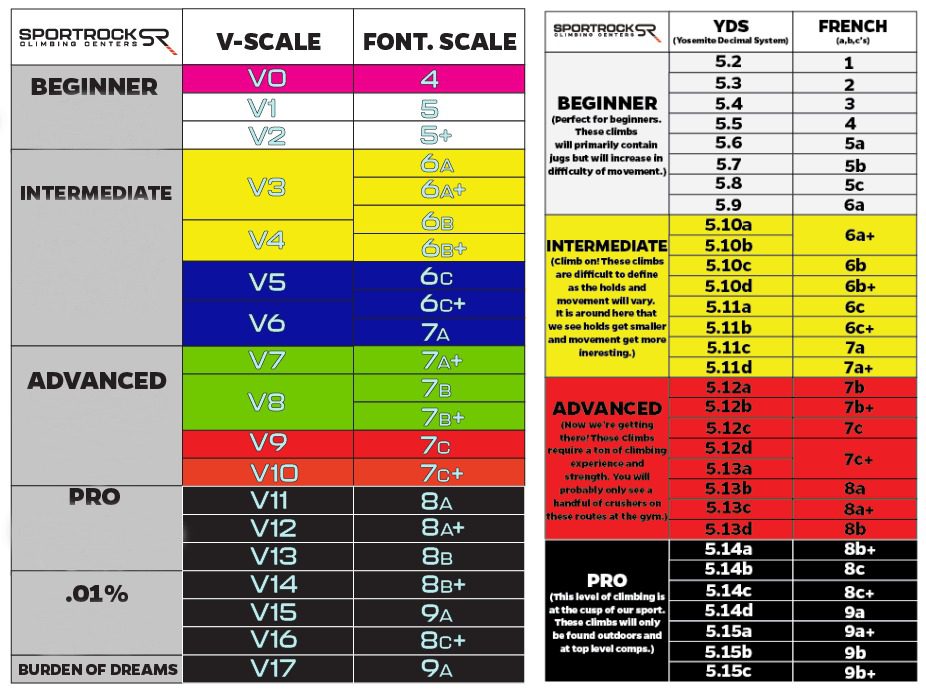 SPORTROCK SR
CLIMBING CENTERS
V-SCALE
FONT. SCALE
BEGINNER
V0
4
V1
5
V2
5+
INTERMEDIATE
V3
6A
6A+
V4
6B
6B+
V5
6C
6C+
V6
7A
ADVANCED
V7
7A+
V8
7B
7B+
V9
7C
V10
7C+
PRO
V11
8A
V12
8A+
V13
8B
.01%
V14
8B+
V15
9A
V16
8C+
BURDEN OF DREAMS
V17
9A
SPORTROCK SR
CLIMBING CENTERS
YDS
(Yosemite Decimal System)
FRENCH
(a,b,c's)
BEGINNER
(Perfect for beginners.
These climbs
will primarily contain
jugs but will increase in
difficulty of movement.)
5.2
1
5.3
2
5.4
3
5.5
4
5.6
5a
5.7
5b
5.8
5c
5.9
6a
INTERMEDIATE
(Climb on! These climbs
are difficult to define
as the holds and
movement will vary.
It is around here that
we see holds get smaller
and movement get more
ineresting.)
5.10a
5.10b
6a+
5.10c
6b
5.10d
6b+
5.11a
6c
5.11b
6c+
5.11c
7a
5.11d
7a+
ADVANCED
(Now we're getting
there! These Climbs
require a ton of climbing
experience and
strength. You will
probably only see a
handful of crushers on
these routes at the gym.)
5.12a
7b
5.12b
7b+
5.12c
7c
5.12d
5.13a
7c+
5.13b
8a
5.13c
8a+
5.13d
8b
PRO
(This level of climbing is
at the cusp of our sport.
These climbs will only
be found outdoors and
at top level comps.)
5.14a
8b+
5.14b
8c
5.14c
8c+
5.14d
9a
5.15a
9a+
5.15b
9b
5.15c
9b+